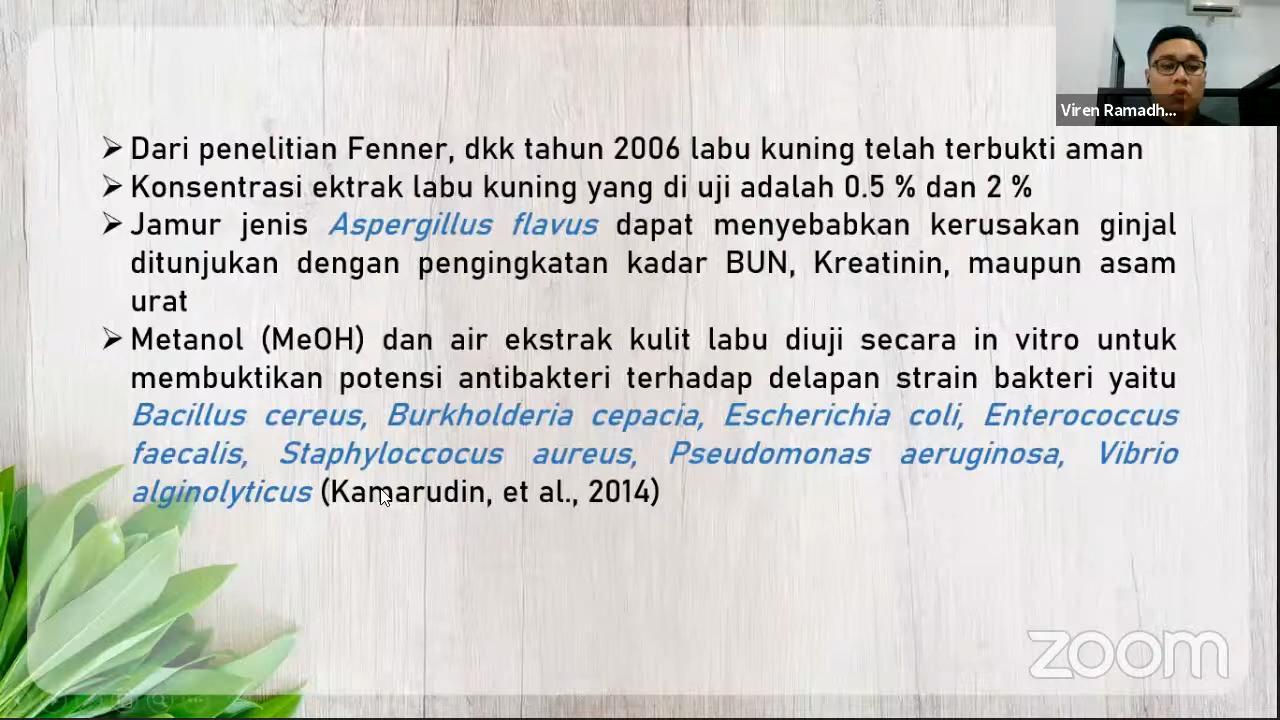 Viren Ramadh...
➢ Dari penelitian Fenner, dkk tahun 2006 labu kuning telah terbukti aman
➢ Konsentrasi ektrak labu kuning yang di uji adalah 0.5 % dan 2 %
➢ Jamur jenis Aspergillus flavus dapat menyebabkan kerusakan ginjal
ditunjukan dengan pengingkatan kadar BUN, Kreatinin, maupun asam
urat
➢ Metanol (MeOH) dan air ekstrak kulit labu diuji secara in vitro untuk
membuktikan potensi antibakteri terhadap delapan strain bakteri yaitu
Bacillus cereus, Burkholderia cepacia, Escherichia coli, Enterococcus
faecalis, Staphyloccocus aureus, Pseudomonas aeruginosa, Vibrio
alginolyticus (Kamarudin, et al., 2014)
zoom